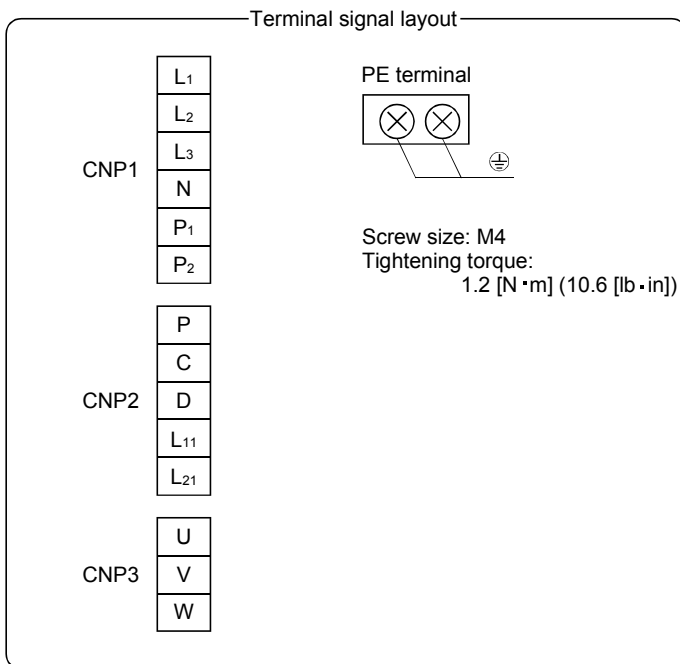 Terminal signal layout
CNP1
L1
L2
L3
N
P1
P2
PE terminal
Screw size: M4
Tightening torque:
1.2 [N・m] (10.6 [lb・in])
CNP2
P
C
D
L11
L21
CNP3
U
V
W